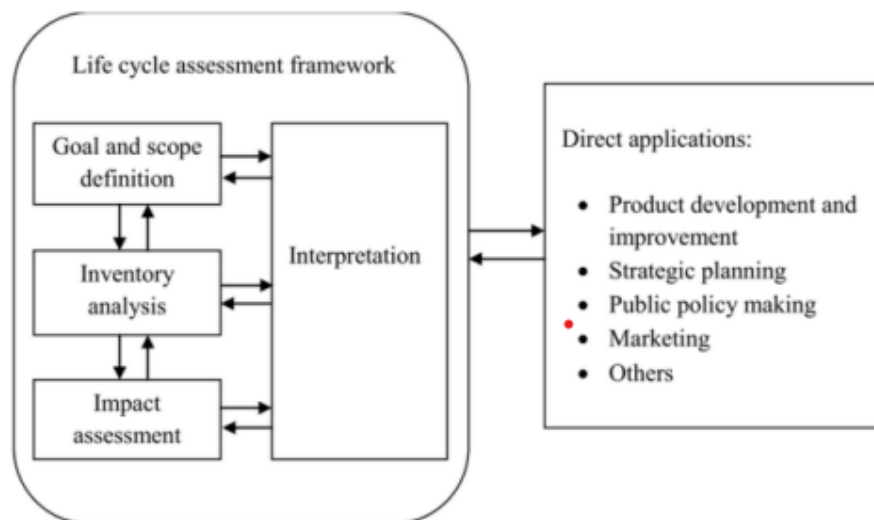 Life cycle assessment framework
Goal and scope
definition
Inventory
analysis
Impact
assessment
Interpretation
Direct applications:
• Product development and
improvement
• Strategic planning
• Public policy making
• Marketing
• Others